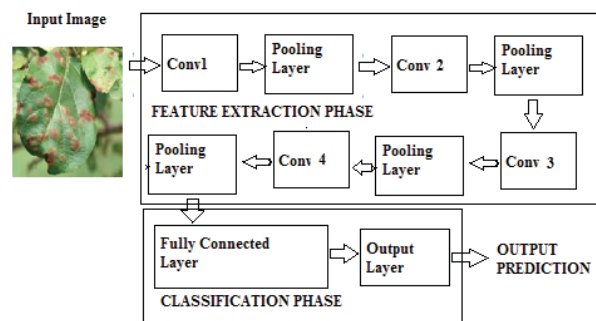 Input Image
Conv1
Pooling
Layer
Conv 2
Pooling
Layer
FEATURE EXTRACTION PHASE
Conv 3
Pooling
Layer
Conv 4
Pooling
Layer
Fully Connected
Layer
Output
Layer
OUTPUT
PREDICTION
CLASSIFICATION PHASE